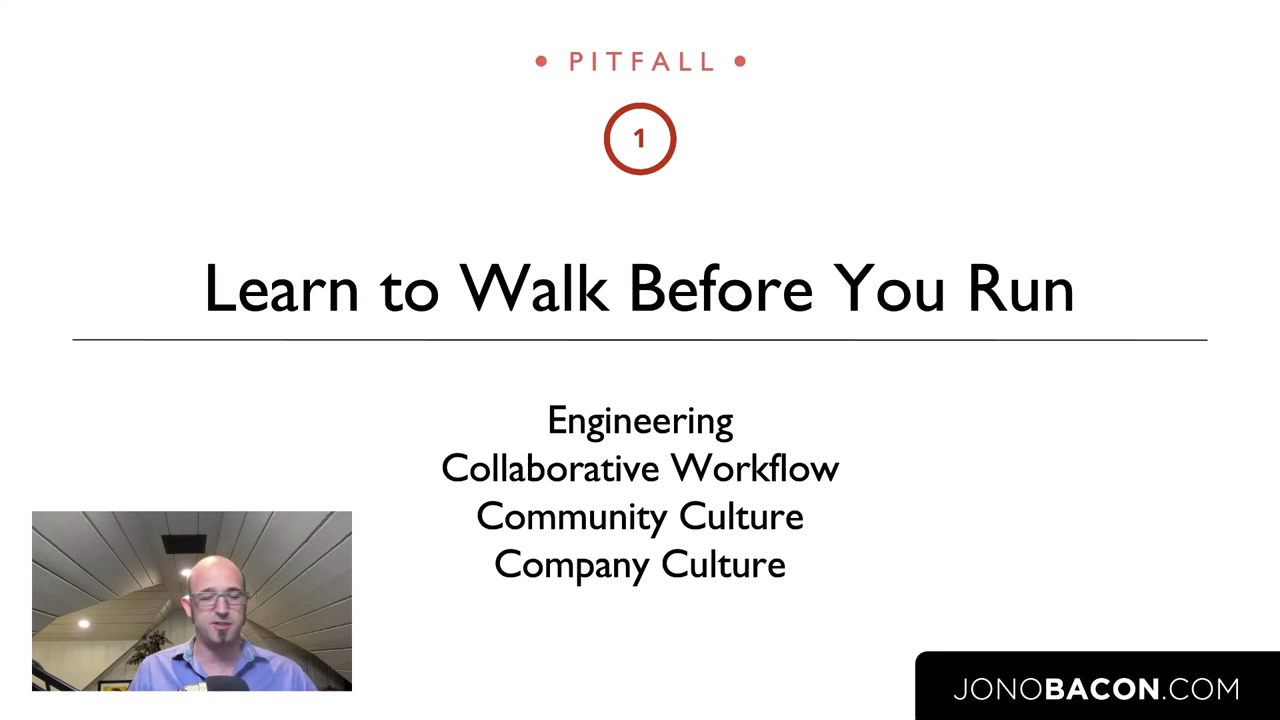 • PITFALL •
1
Learn to Walk Before You Run
Engineering
Collaborative Workflow
Community Culture
Company Culture
JONOBACON.COM